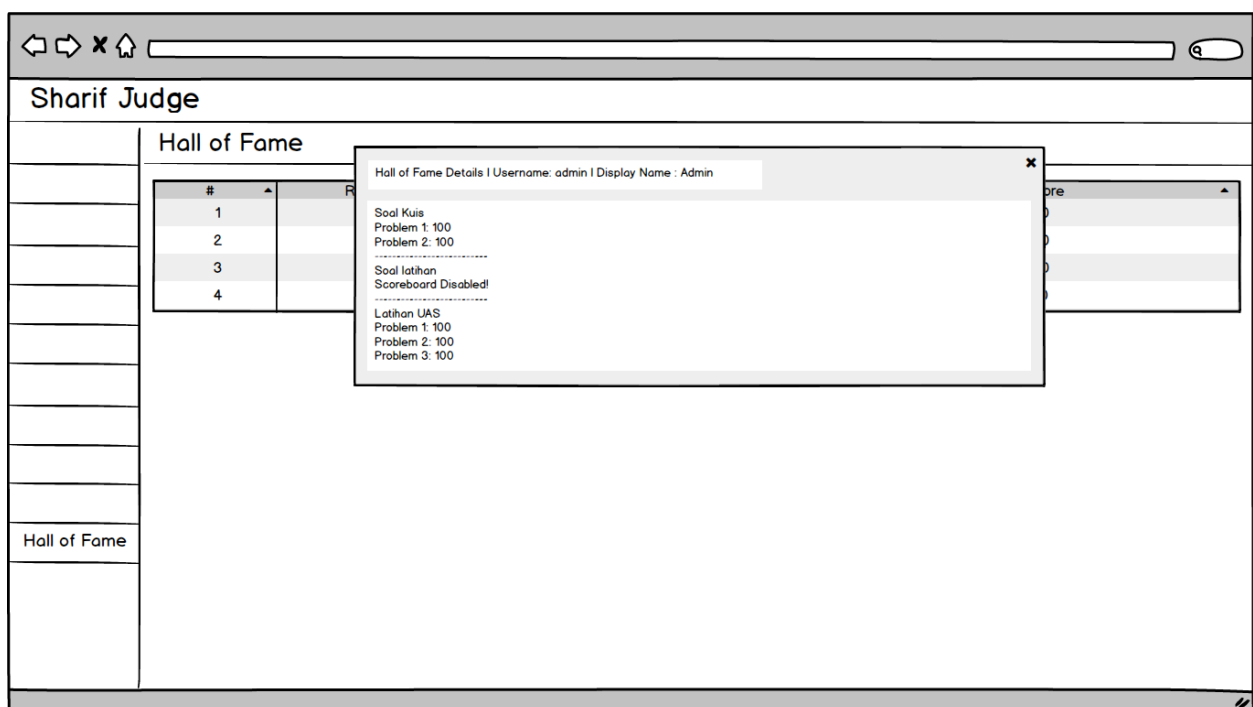 Sharif Judge
Hall of Fame
Hall of Fame Details I Username: admin I Display Name : Admin
#
1
2
3
4
Soal Kuis
Problem 1: 100
Problem 2: 100
---------------------------
Soal latihan
Scoreboard Disabled!
---------------------------
Latihan UAS
Problem 1: 100
Problem 2: 100
Problem 3: 100
Hall of Fame